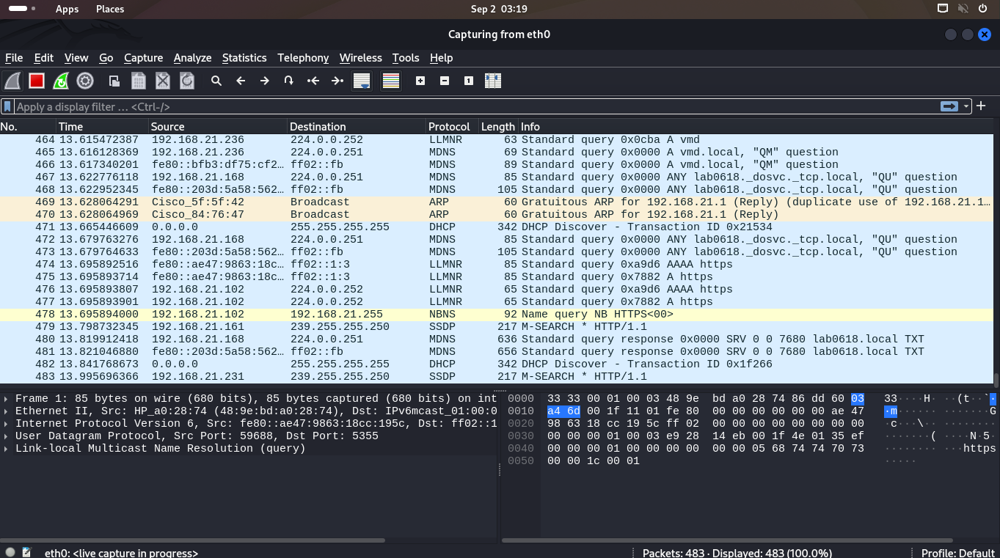 Apps Places Sep 2 03:19
Capturing from eth0
File Edit View Go Capture Analyze Statistics Telephony Wireless Tools Help
Apply a display filter … <Ctrl-/>
No. Time Source Destination Protocol Length Info
464 13.615472387 192.168.21.236 224.0.0.252 LLMNR 63 Standard query 0x0cba A vmd
465 13.616128369 192.168.21.236 224.0.0.251 MDNS 69 Standard query 0x0000 A vmd.local, "QM" question
466 13.617340201 fe80::bfb3:df75:cf2… ff02::fb MDNS 89 Standard query 0x0000 A vmd.local, "QM" question
467 13.622776118 192.168.21.168 224.0.0.251 MDNS 85 Standard query 0x0000 ANY lab0618._dosvc._tcp.local, "QU" question
468 13.622952345 fe80::203d:5a58:562… ff02::fb MDNS 105 Standard query 0x0000 ANY lab0618._dosvc._tcp.local, "QU" question
469 13.628064291 Cisco_5f:5f:42 Broadcast ARP 60 Gratuitous ARP for 192.168.21.1 (Reply) (duplicate use of 192.168.21.1…
470 13.628064969 Cisco_84:76:47 Broadcast ARP 60 Gratuitous ARP for 192.168.21.1 (Reply)
471 13.665446609 0.0.0.0 255.255.255.255 DHCP 342 DHCP Discover - Transaction ID 0x21534
472 13.679763276 192.168.21.168 224.0.0.251 MDNS 85 Standard query 0x0000 ANY lab0618._dosvc._tcp.local, "QU" question
473 13.679764633 fe80::203d:5a58:562… ff02::fb MDNS 105 Standard query 0x0000 ANY lab0618._dosvc._tcp.local, "QU" question
474 13.695892516 fe80::ae47:9863:18c… ff02::1:3 LLMNR 85 Standard query 0xa9d6 AAAA https
475 13.695893714 fe80::ae47:9863:18c… ff02::1:3 LLMNR 85 Standard query 0x7882 A https
476 13.695893807 192.168.21.102 224.0.0.252 LLMNR 65 Standard query 0xa9d6 AAAA https
477 13.695893901 192.168.21.102 224.0.0.252 LLMNR 65 Standard query 0x7882 A https
478 13.695894000 192.168.21.102 192.168.21.255 NBNS 92 Name query NB HTTPS<00>
479 13.798732345 192.168.21.161 239.255.255.250 SSDP 217 M-SEARCH * HTTP/1.1
480 13.819912418 192.168.21.168 224.0.0.251 MDNS 636 Standard query response 0x0000 SRV 0 0 7680 lab0618.local TXT
481 13.821046880 fe80::203d:5a58:562… ff02::fb MDNS 656 Standard query response 0x0000 SRV 0 0 7680 lab0618.local TXT
482 13.841768673 0.0.0.0 255.255.255.255 DHCP 342 DHCP Discover - Transaction ID 0x1f266
483 13.995696366 192.168.21.231 239.255.255.250 SSDP 217 M-SEARCH * HTTP/1.1
Frame 1: 85 bytes on wire (680 bits), 85 bytes captured (680 bits) on int
Ethernet II, Src: HP_a0:28:74 (48:9e:bd:a0:28:74), Dst: IPv6mcast_01:00:0
Internet Protocol Version 6, Src: fe80::ae47:9863:18cc:195c, Dst: ff02::1
User Datagram Protocol, Src Port: 59688, Dst Port: 5355
Link-local Multicast Name Resolution (query)
0000 33 33 00 01 00 03 48 9e bd a0 28 74 86 dd 60 03 33····H· ··(t··`·
0010 a4 6d 00 1f 11 01 fe 80 00 00 00 00 00 00 ae 47 ·m······ ·······G
0020 98 63 18 cc 19 5c ff 02 00 00 00 00 00 00 00 00 ·c···\·· ········
0030 00 00 00 01 00 03 e9 28 14 eb 00 1f 4e 01 35 ef ·······( ····N·5·
0040 00 00 00 01 00 00 00 00 00 00 05 68 74 74 70 73 ········ ···https
0050 00 00 1c 00 01 ·····
eth0: <live capture in progress> Packets: 483 · Displayed: 483 (100.0%) Profile: Default